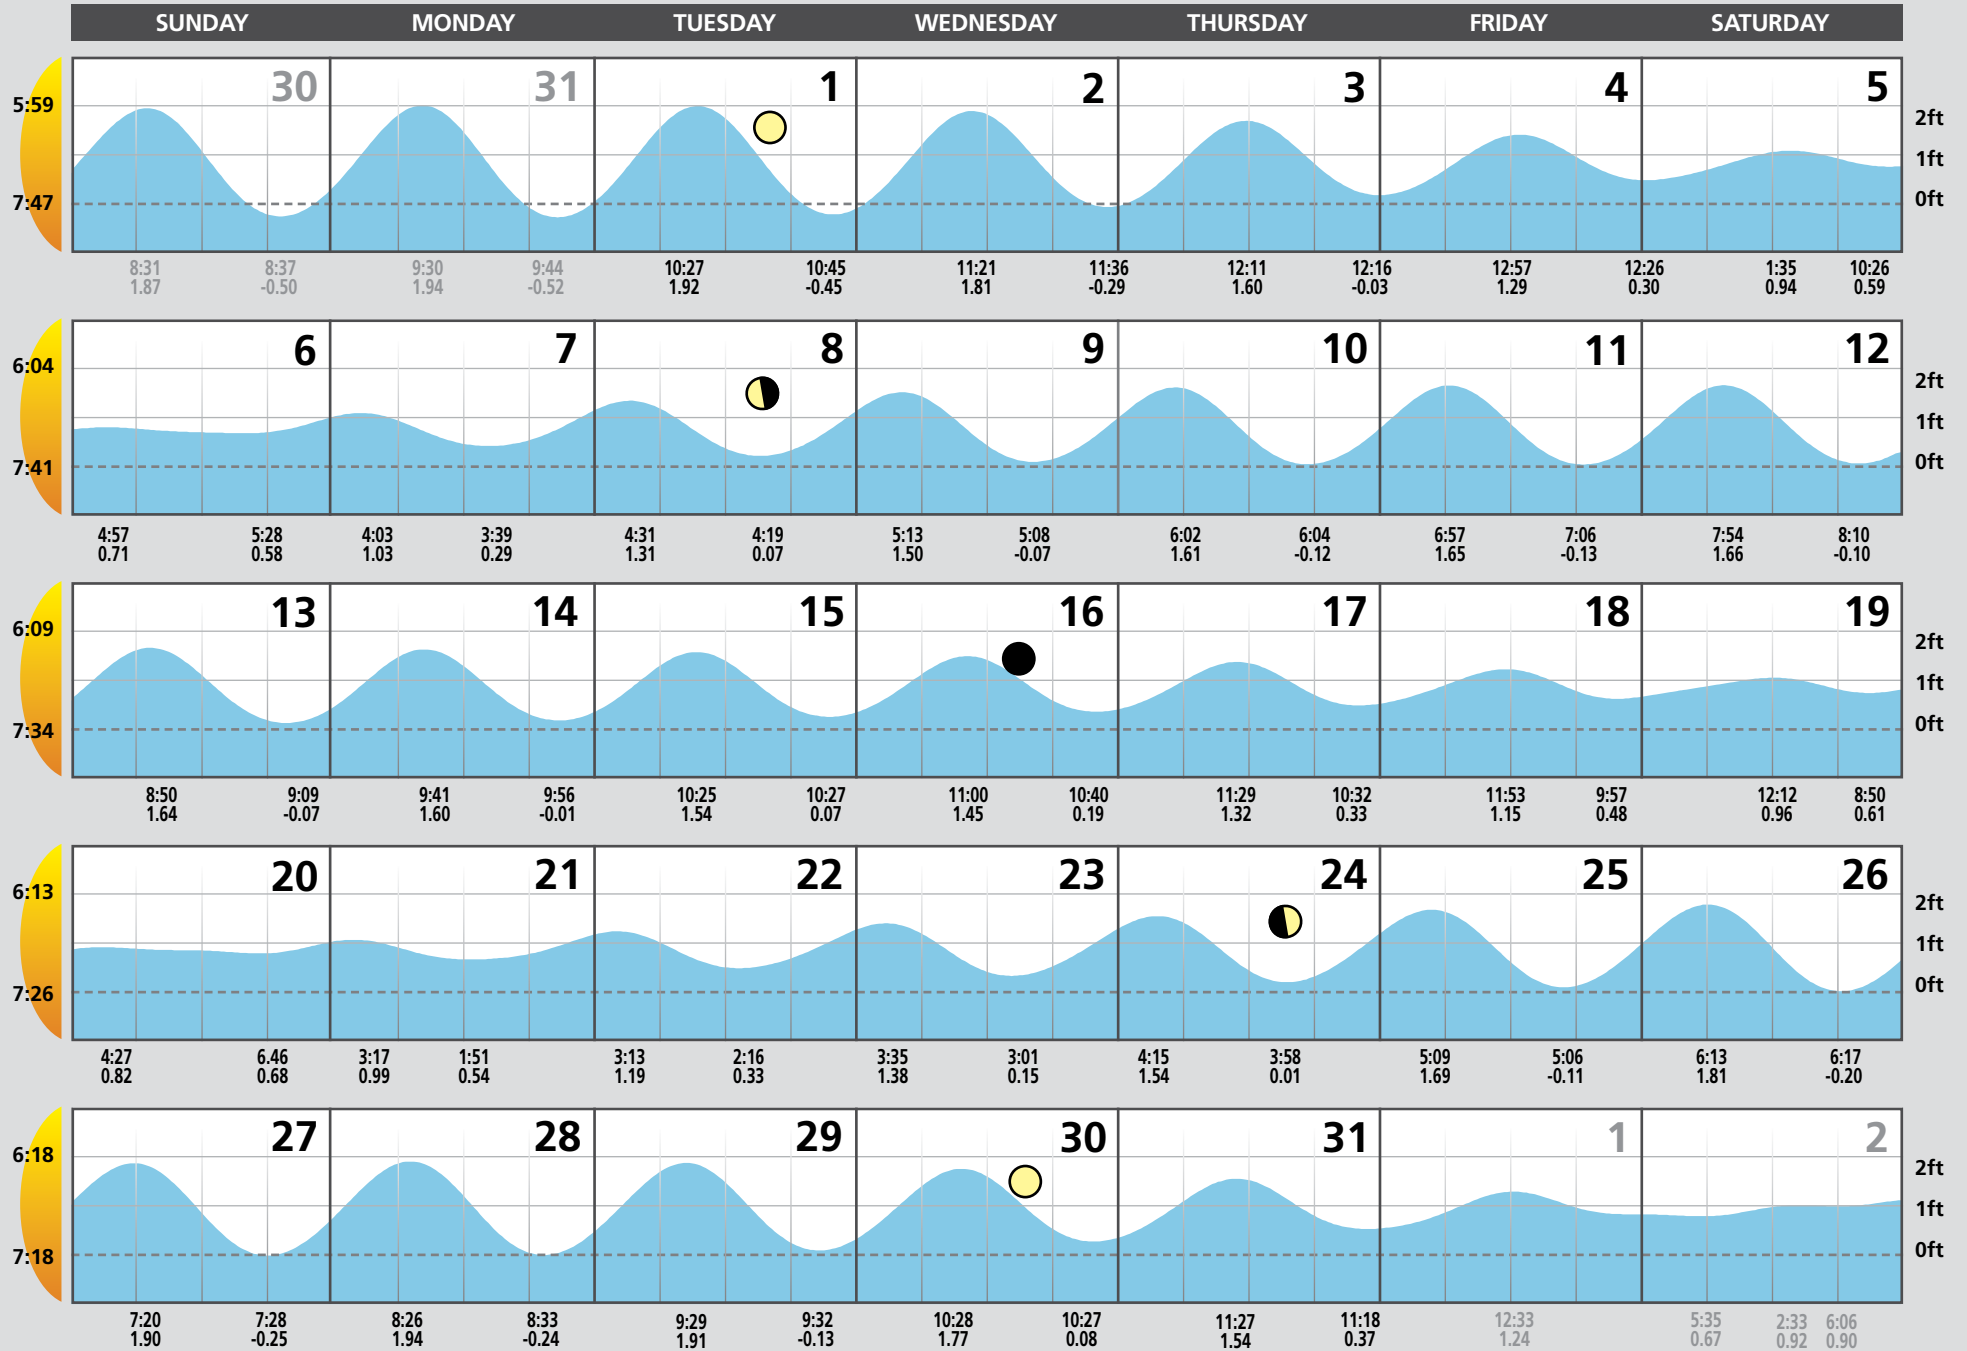 SUNDAY MONDAY TUESDAY WEDNESDAY THURSDAY FRIDAY SATURDAY
30 31 1 2 3 4 5
5:59
2ft
1ft
7:47 0ft
8:31 8:37 9:30 9:44 10:27 10:45 11:21 11:36 12:11 12:16 12:57 12:26 1:35 10:26
1.87 -0.50 1.94 -0.52 1.92 -0.45 1.81 -0.29 1.60 -0.03 1.29 0.30 0.94 0.59
6 7 8 9 10 11 12
6:04
2ft
1ft
7:41 0ft
4:57 5:28 4:03 3:39 4:31 4:19 5:13 5:08 6:02 6:04 6:57 7:06 7:54 8:10
0.71 0.58 1.03 0.29 1.31 0.07 1.50 -0.07 1.61 -0.12 1.65 -0.13 1.66 -0.10
13 14 15 16 17 18 19
6:09
2ft
1ft
7:34 0ft
8:50 9:09 9:41 9:56 10:25 10:27 11:00 10:40 11:29 10:32 11:53 9:57 12:12 8:50
1.64 -0.07 1.60 -0.01 1.54 0.07 1.45 0.19 1.32 0.33 1.15 0.48 0.96 0.61
20 21 22 23 24 25 26
6:13
2ft
1ft
7:26 0ft
4:27 6.46 3:17 1:51 3:13 2:16 3:35 3:01 4:15 3:58 5:09 5:06 6:13 6:17
0.82 0.68 0.99 0.54 1.19 0.33 1.38 0.15 1.54 0.01 1.69 -0.11 1.81 -0.20
27 28 29 30 31 1 2
6:18
2ft
1ft
7:18 0ft
7:20 7:28 8:26 8:33 9:29 9:32 10:28 10:27 11:27 11:18 12:33 5:35 2:33 6:06
1.90 -0.25 1.94 -0.24 1.91 -0.13 1.77 0.08 1.54 0.37 1.24 0.67 0.92 0.90